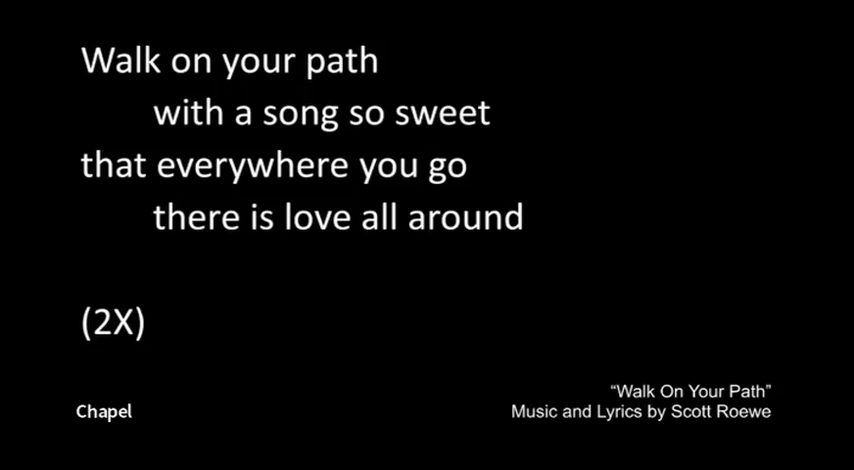 Walk on your path
with a song so sweet
that everywhere you go
there is love all around
(2X)
“Walk On Your Path”
Chapel
Music and Lyrics by Scott Roewe